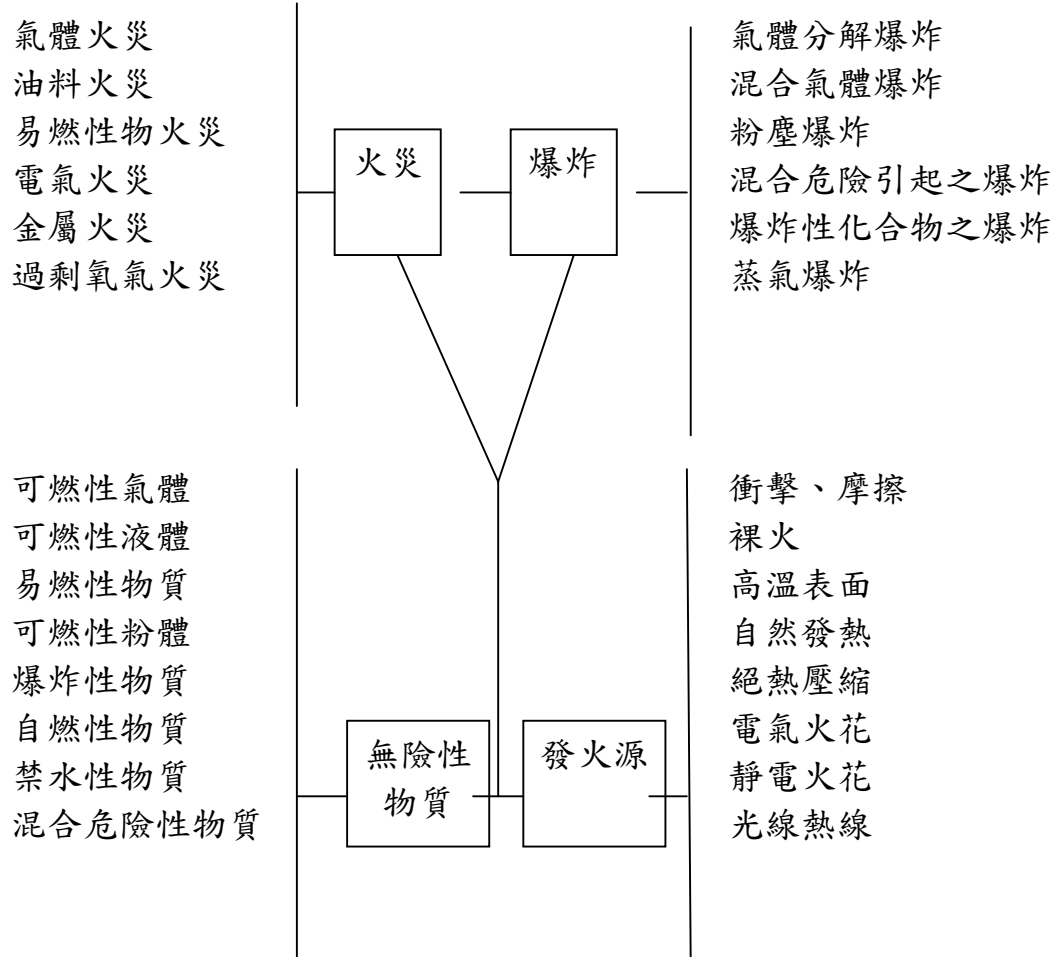 氣體火災
油料火災
易燃性物火災
電氣火災
金屬火災
過剩氧氣火災
火災
爆炸
氣體分解爆炸
混合氣體爆炸
粉塵爆炸
混合危險引起之爆炸
爆炸性化合物之爆炸
蒸氣爆炸
可燃性氣體
可燃性液體
易燃性物質
可燃性粉體
爆炸性物質
自燃性物質
禁水性物質
混合危險性物質
無險性
物質
發火源
衝擊、摩擦
裸火
高溫表面
自然發熱
絕熱壓縮
電氣火花
靜電火花
光線熱線